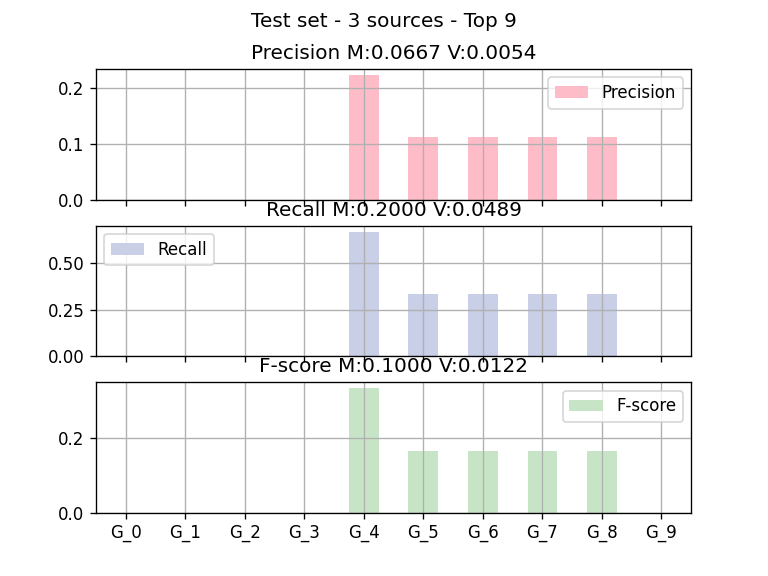 Test set - 3 sources - Top 9
Precision M:0.0667 V:0.0054
0.2
0.1
0.0
Precision
Recall M:0.2000 V:0.0489
0.50
0.25
0.00
Recall
F-score M:0.1000 V:0.0122
0.2
0.0
F-score
G_0 G_1 G_2 G_3 G_4 G_5 G_6 G_7 G_8 G_9